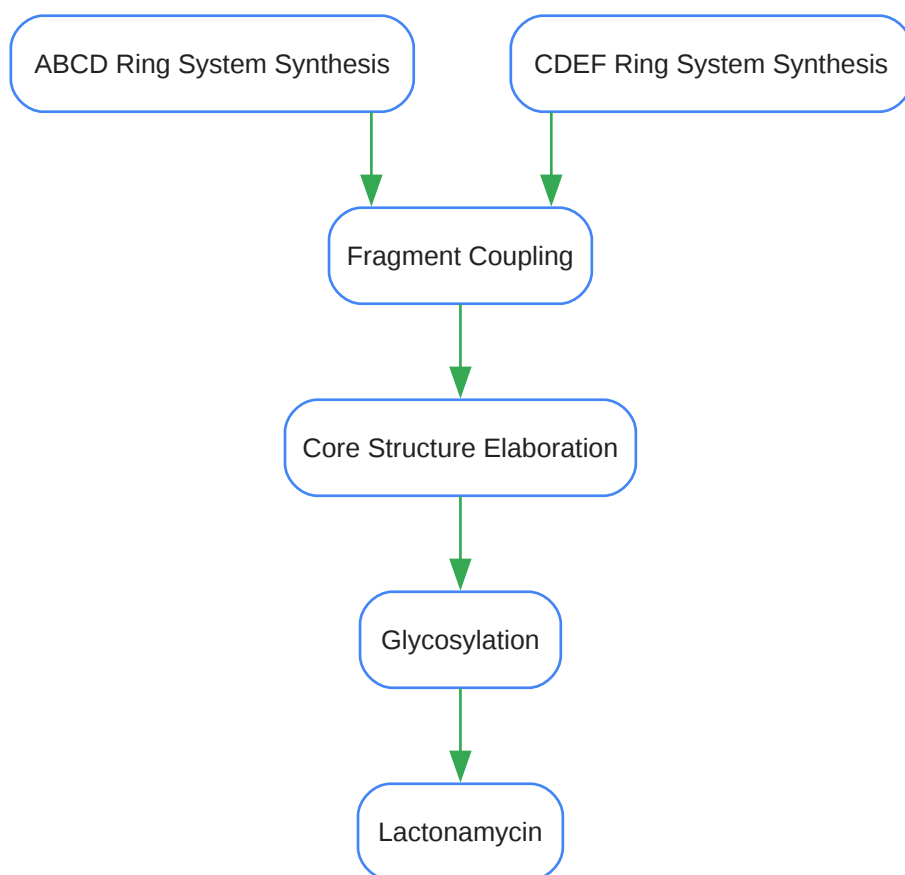 ABCD Ring System Synthesis
CDEF Ring System Synthesis
Fragment Coupling
Core Structure Elaboration
Glycosylation
Lactonamycin